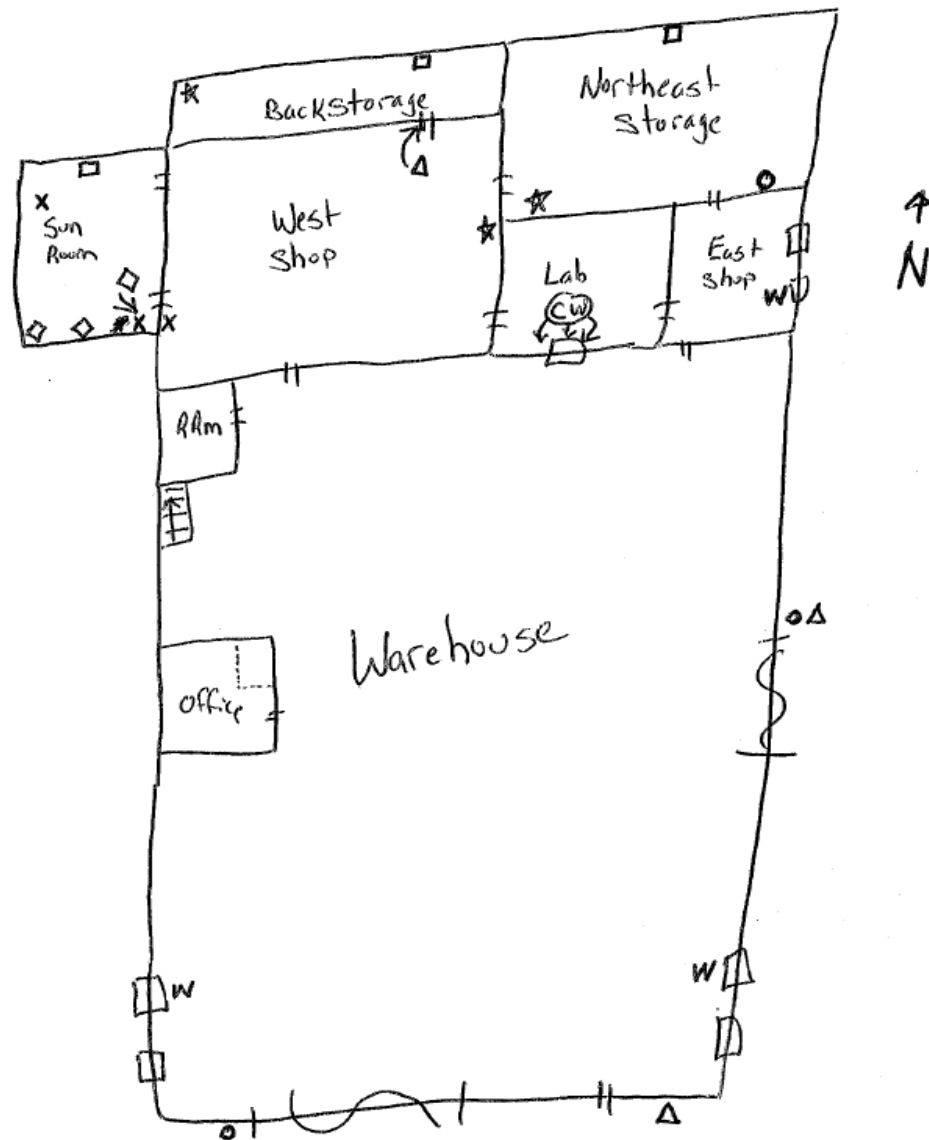 Northeast
Storage
BackStorage
Sun
Room
West
Shop
East
Shop
W
Lab
CW
N
RRm
Warehouse
Office
W
W